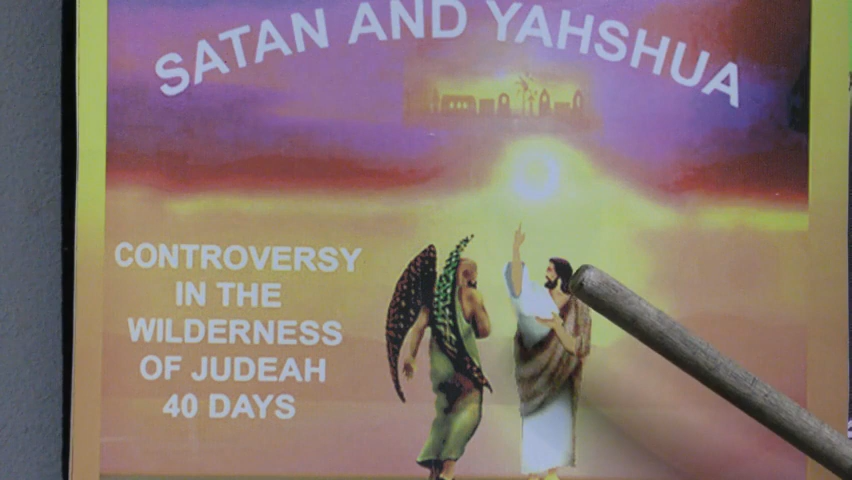 SATAN AND YAHSHUA
CONTROVERSY
IN THE
WILDERNESS
OF JUDEAH
40 DAYS